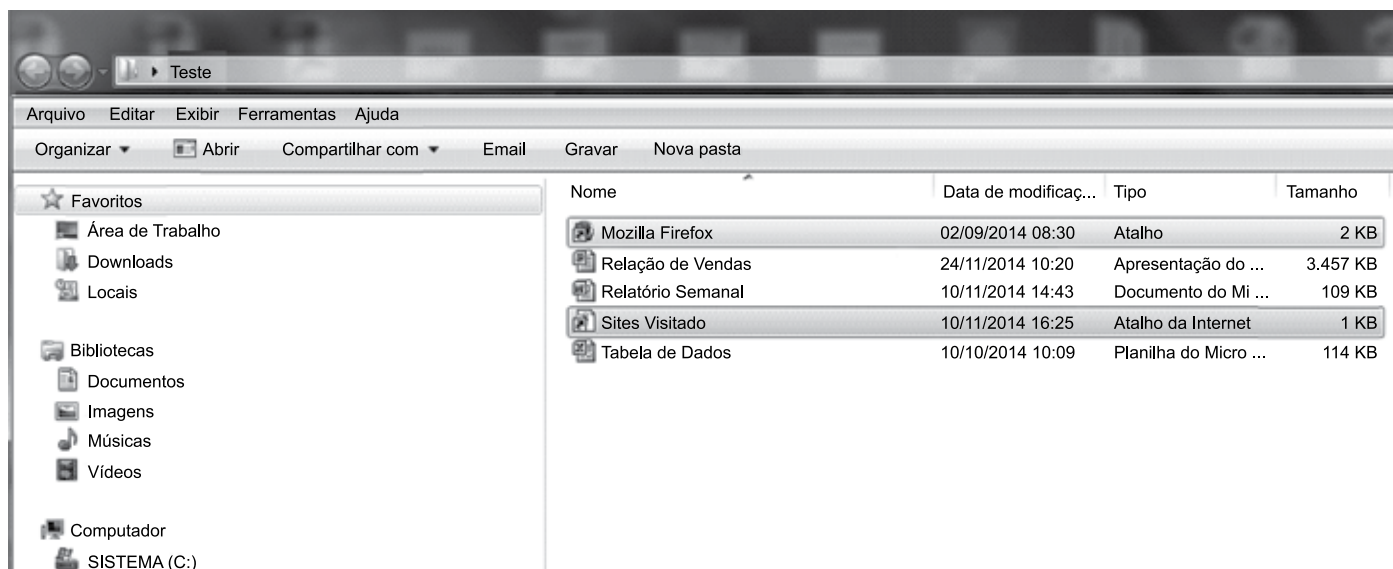 Teste
Arquivo Editar Exibir Ferramentas Ajuda
Organizar Abrir Compartilhar com Email Gravar Nova pasta
Favoritos
Área de Trabalho
Downloads
Locais
Bibliotecas
Documentos
Imagens
Músicas
Vídeos
Computador
SISTEMA (C:)
Nome Data de modificaç... Tipo Tamanho
Mozilla Firefox 02/09/2014 08:30 Atalho 2 KB
Relação de Vendas 24/11/2014 10:20 Apresentação do ... 3.457 KB
Relatório Semanal 10/11/2014 14:43 Documento do Mi ... 109 KB
Sites Visitado 10/11/2014 16:25 Atalho da Internet 1 KB
Tabela de Dados 10/10/2014 10:09 Planilha do Micro ... 114 KB